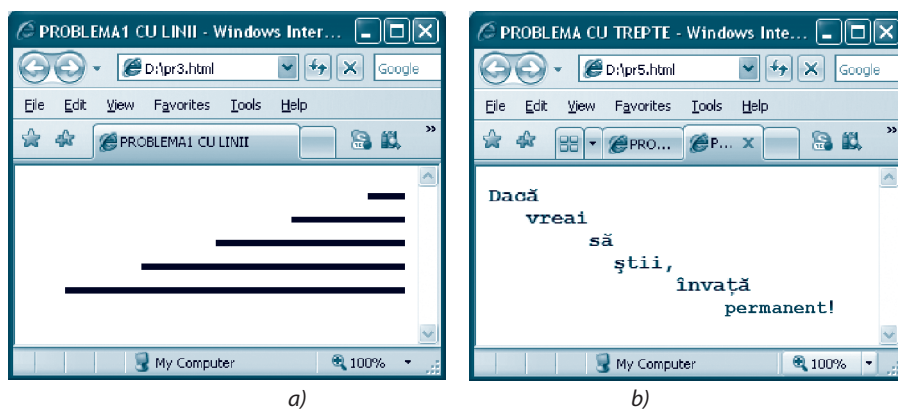 PROBLEMA1 CU LINII - Windows Inter...
D:\pr3.html
Google
File Edit View Favorites Tools Help
PROBLEMA1 CU LINII
»
My Computer
100%
a)
PROBLEMA CU TREPTE - Windows Inte...
D:\pr5.html
Google
File Edit View Favorites Tools Help
PRO...
P...
»
Dacă
vreai
să
ştii,
învaţă
permanent!
My Computer
100%
b)